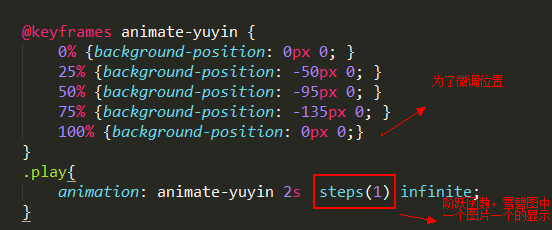 @keyframes animate-yuyin {
0% {background-position: 0px 0; }
25% {background-position: -50px 0; }
50% {background-position: -95px 0; }
75% {background-position: -135px 0; }
100% {background-position: 0px 0;}
}
为了微调位置
.play{
animation: animate-yuyin 2s steps(1) infinite;
}
阶跃函数，雪碧图中
一个图片一个的显示